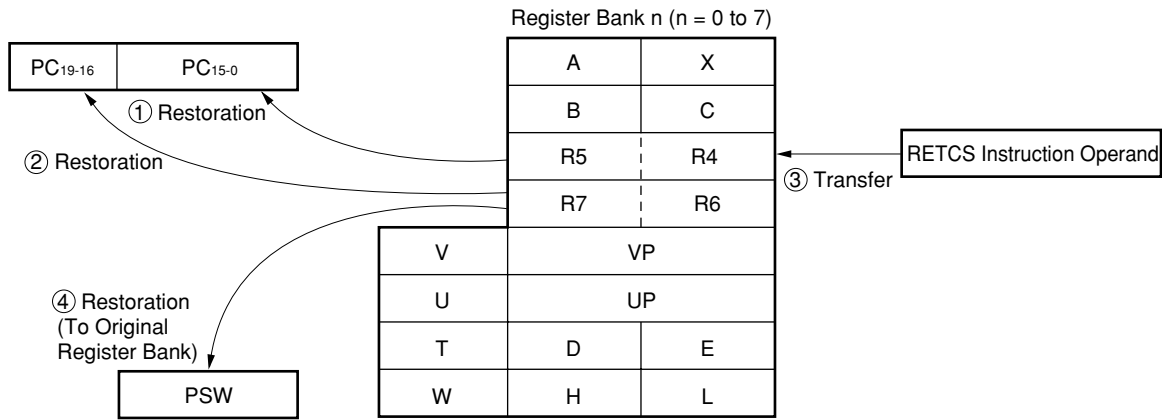 Register Bank n (n = 0 to 7)
PC19-16 PC15-0
A X
① Restoration
B C
② Restoration
R5 R4
RETCS Instruction Operand
③ Transfer
R7 R6
V VP
④ Restoration
(To Original
Register Bank)
U UP
T D E
PSW
W H L